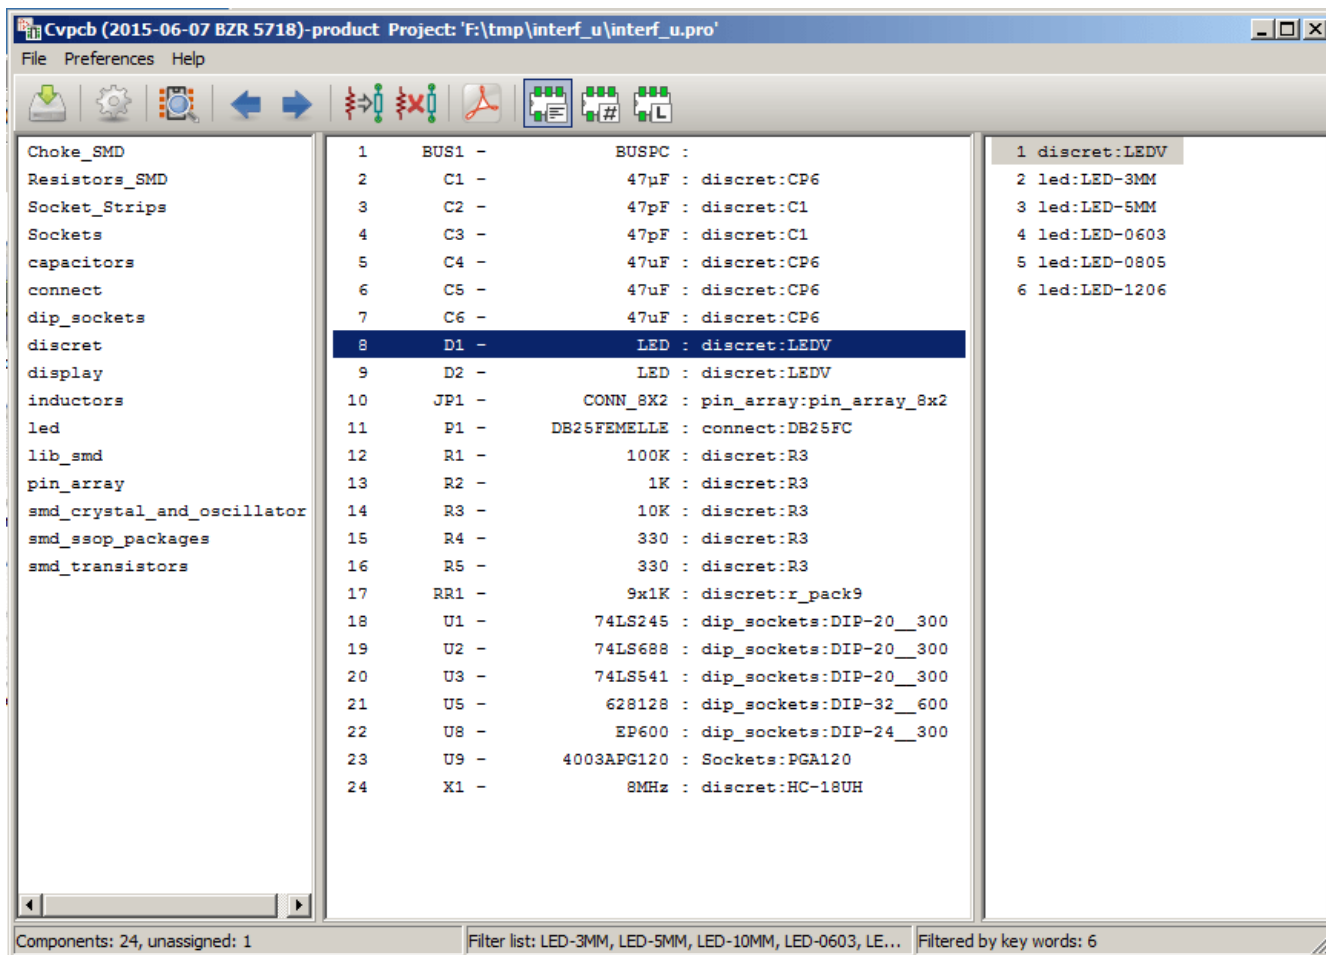 Cvpcb (2015-06-07 BZR 5718)-product Project: 'F:\tmp\interf_u\interf_u.pro'
File Preferences Help
Choke_SMD
Resistors_SMD
Socket_Strips
Sockets
capacitors
connect
dip_sockets
discret
display
inductors
led
lib_smd
pin_array
smd_crystal_and_oscillator
smd_ssop_packages
smd_transistors
1 BUS1 - BUSPC :
2 C1 - 47µF : discret:CP6
3 C2 - 47pF : discret:C1
4 C3 - 47pF : discret:C1
5 C4 - 47uF : discret:CP6
6 C5 - 47uF : discret:CP6
7 C6 - 47uF : discret:CP6
8 D1 - LED : discret:LEDV
9 D2 - LED : discret:LEDV
10 JP1 - CONN_8X2 : pin_array:pin_array_8x2
11 P1 - DB25FEMELLE : connect:DB25FC
12 R1 - 100K : discret:R3
13 R2 - 1K : discret:R3
14 R3 - 10K : discret:R3
15 R4 - 330 : discret:R3
16 R5 - 330 : discret:R3
17 RR1 - 9x1K : discret:r_pack9
18 U1 - 74LS245 : dip_sockets:DIP-20__300
19 U2 - 74LS688 : dip_sockets:DIP-20__300
20 U3 - 74LS541 : dip_sockets:DIP-20__300
21 U5 - 628128 : dip_sockets:DIP-32__600
22 U8 - EP600 : dip_sockets:DIP-24__300
23 U9 - 4003APG120 : Sockets:PGA120
24 X1 - 8MHz : discret:HC-18UH
1 discret:LEDV
2 led:LED-3MM
3 led:LED-5MM
4 led:LED-0603
5 led:LED-0805
6 led:LED-1206
Components: 24, unassigned: 1
Filter list: LED-3MM, LED-5MM, LED-10MM, LED-0603, LE...
Filtered by key words: 6